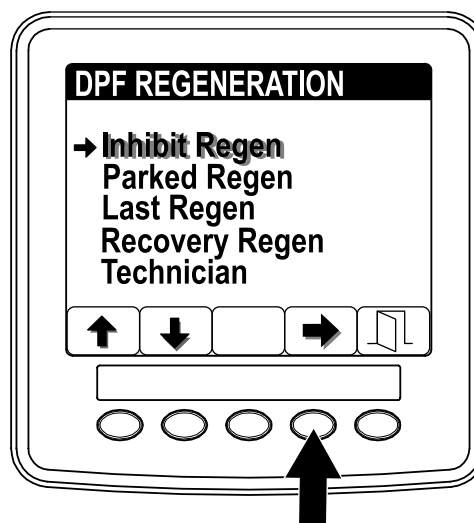 DPF REGENERATION
Inhibit Regen
Parked Regen
Last Regen
Recovery Regen
Technician